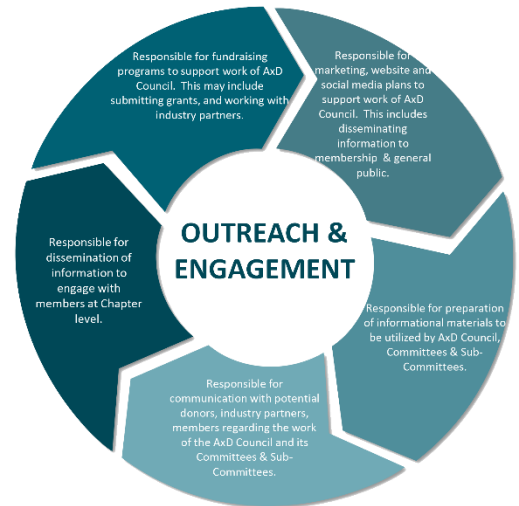 Responsible for fundraising
programs to support work of AxD
Council. This may include
submitting grants, and working with
industry partners.
Responsible for
marketing, website and
social media plans to
support work of AxD
Council. This includes
disseminating
information to
membership & general
public.
OUTREACH &
ENGAGEMENT
Responsible for
dissemination of
information to
engage with
members at Chapter
level.
Responsible for preparation
of informational materials to
be utilized by AxD Council,
Committees & Sub-
Committees.
Responsible for
communication with potential
donors, industry partners,
members regarding the work
of the AxD Council and its
Committees & Sub-
Committees.